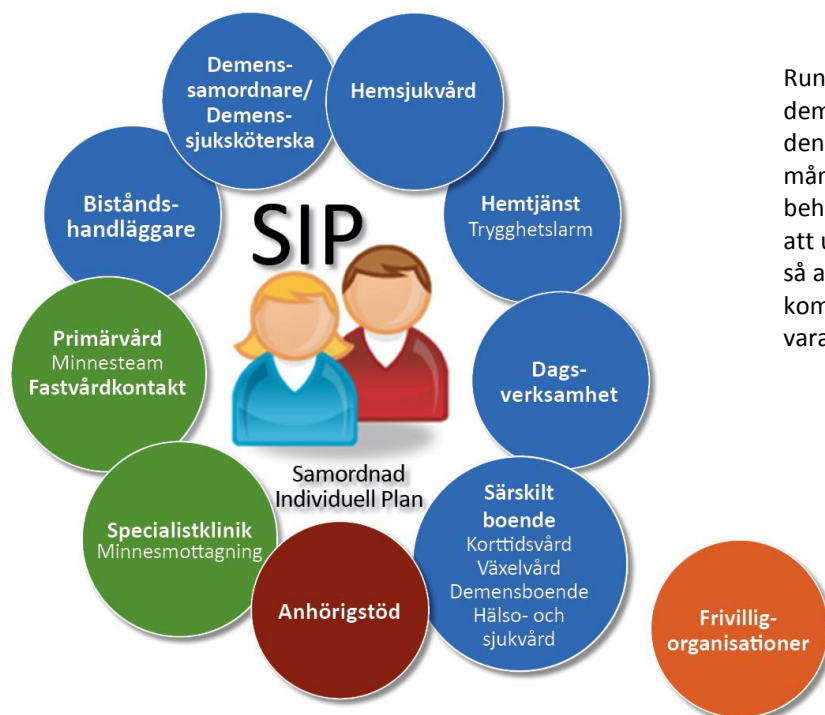 Demens-
samordnare/
Demens-
sjuksköterska
Hemsjukvård
Bistånds-
handläggare
SIP
Hemtjänst
Trygghetslarm
Primärvård
Minnesteam
Fastvårdkontakt
Dags-
verksamhet
Samordnad
Individuell Plan
Särskilt
boende
Korttidsvård
Växelvård
Demensboende
Hälso- och
sjukvård
Specialistklinik
Minnesmottagning
Anhörigstöd
Frivillig-
organisationer
Run
dem
den
mån
beh
att u
så a
kom
vara